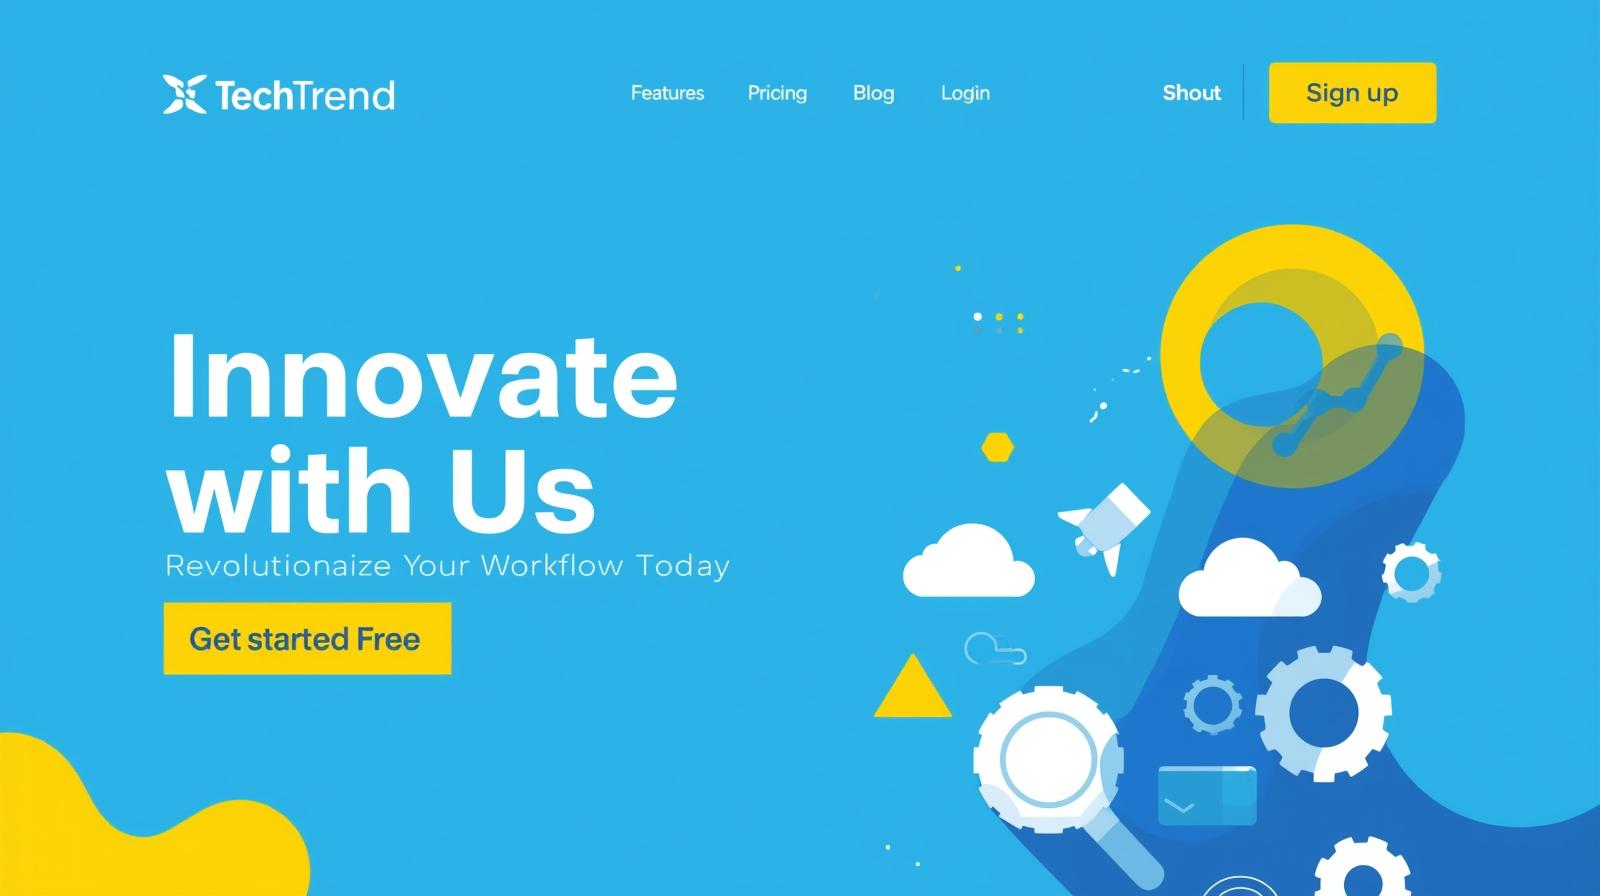 TechTrend
Features Pricing Blog Login Shout Sign up
Innovate
with Us
Revolutionaize Your Workflow Today
Get started Free